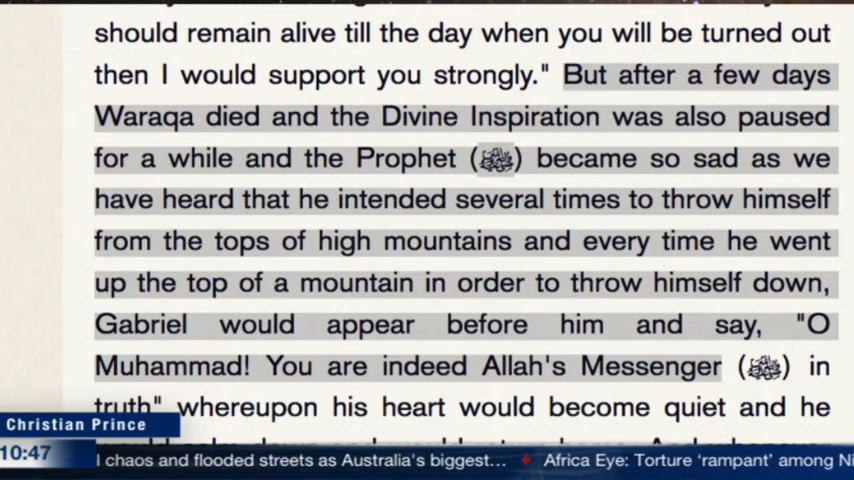 should remain alive till the day when you will be turned out
then I would support you strongly." But after a few days
Waraqa died and the Divine Inspiration was also paused
for a while and the Prophet (ﷺ) became so sad as we
have heard that he intended several times to throw himself
from the tops of high mountains and every time he went
up the top of a mountain in order to throw himself down,
Gabriel would appear before him and say, "O
Muhammad! You are indeed Allah's Messenger (ﷺ) in
truth" whereupon his heart would become quiet and he
Christian Prince
10:47
l chaos and flooded streets as Australia's biggest... Africa Eye: Torture 'rampant' among Ni